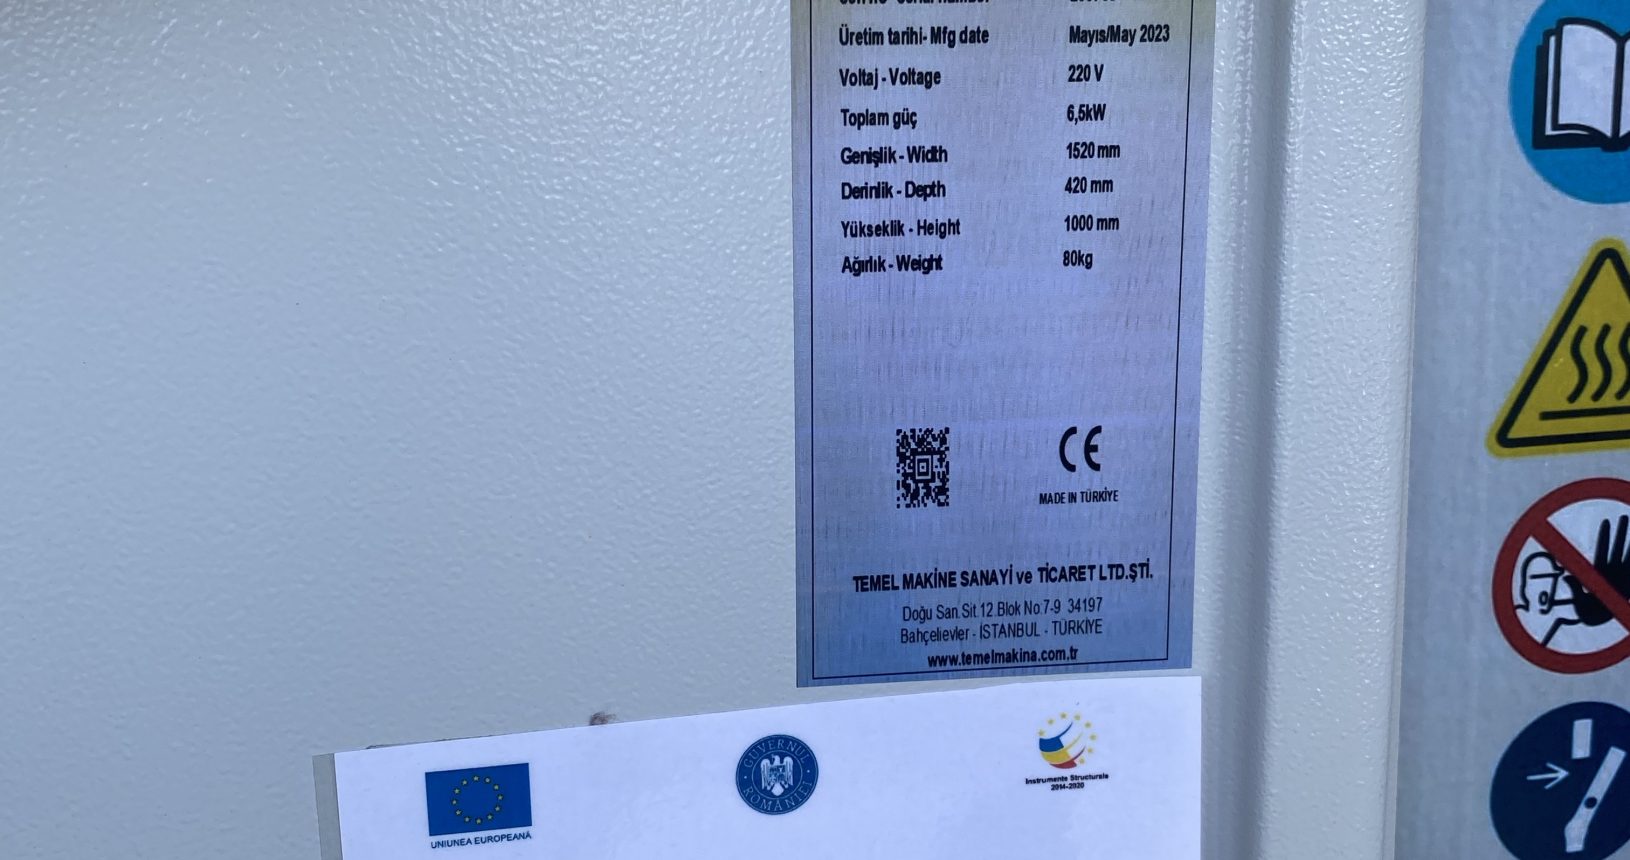 Üretim tarihi- Mfg date Mayıs/May 2023
Voltaj - Voltage 220 V
Toplam güç 6,5kW
Genişlik - Width 1520 mm
Derinlik - Depth 420 mm
Yükseklik - Height 1000 mm
Ağırlık - Weight 80kg
CE
MADE IN TÜRKİYE
TEMEL MAKİNE SANAYİ ve TİCARET LTD.ŞTİ.
Doğu San.Sit.12.Blok No:7-9 34197
Bahçelievler - İSTANBUL - TÜRKİYE
www.temelmakina.com.tr
UNIUNEA EUROPEANĂ
GUVERNUL ROMÂNIEI
Instrumente Structurale
2014-2020